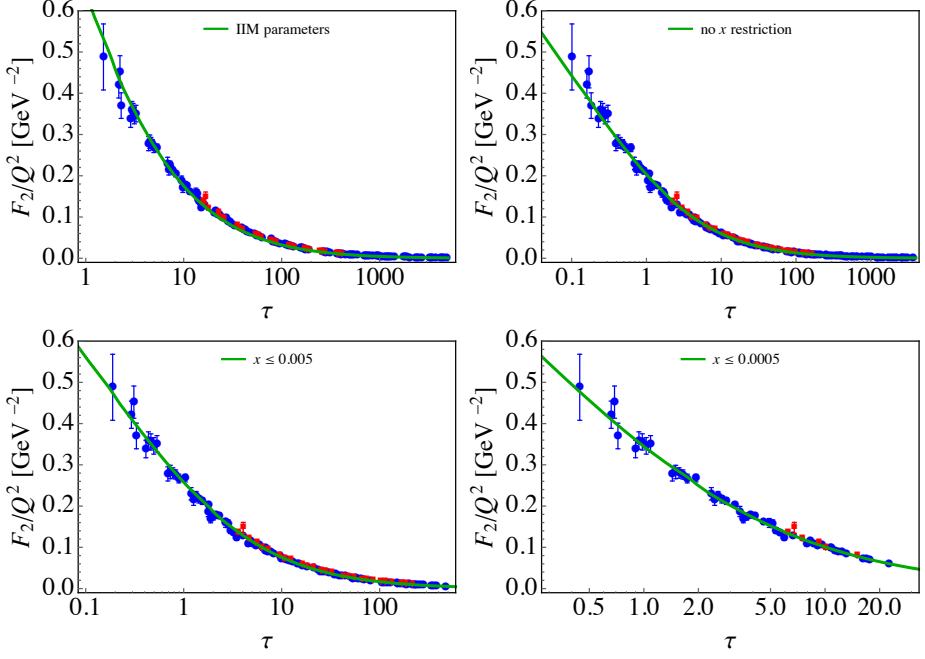 0.6
0.5
0.4
0.3
0.2
0.1
0.0
F₂/Q² [GeV⁻²]
IIM parameters
1 10 100 1000
τ
0.6
0.5
0.4
0.3
0.2
0.1
0.0
F₂/Q² [GeV⁻²]
no x restriction
0.1 1 10 100 1000
τ
0.6
0.5
0.4
0.3
0.2
0.1
0.0
F₂/Q² [GeV⁻²]
x ≤ 0.005
0.1 1 10 100
τ
0.6
0.5
0.4
0.3
0.2
0.1
0.0
F₂/Q² [GeV⁻²]
x ≤ 0.0005
0.5 1.0 2.0 5.0 10.0 20.0
τ